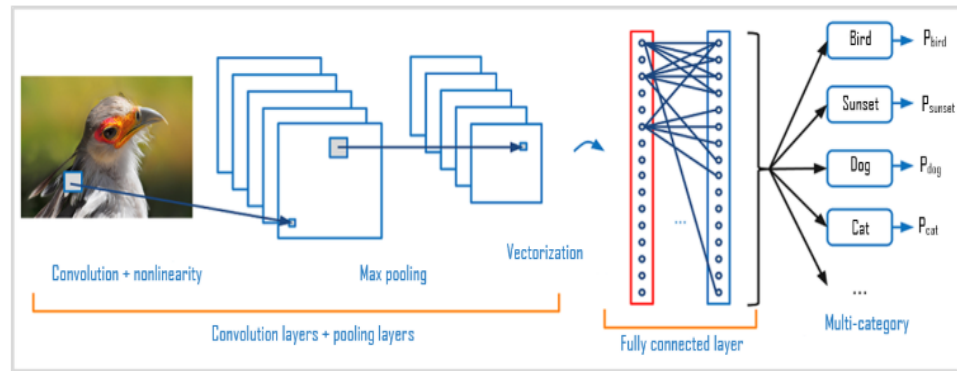 Bird
P_bird
Sunset
P_sunset
Dog
P_dog
Cat
P_cat
...
...
Convolution + nonlinearity
Max pooling
Vectorization
Convolution layers + pooling layers
Fully connected layer
Multi-category